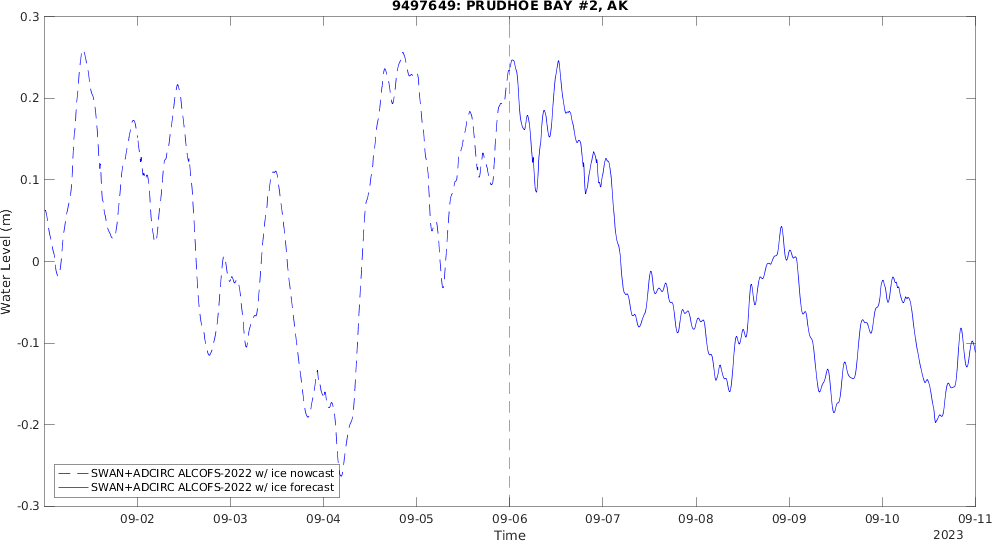 9497649: PRUDHOE BAY #2, AK
0.3
0.2
0.1
0
-0.1
-0.2
-0.3
Water Level (m)
SWAN+ADCIRC ALCOFS-2022 w/ ice nowcast
SWAN+ADCIRC ALCOFS-2022 w/ ice forecast
09-02 09-03 09-04 09-05 09-06 09-07 09-08 09-09 09-10 09-11
Time
2023